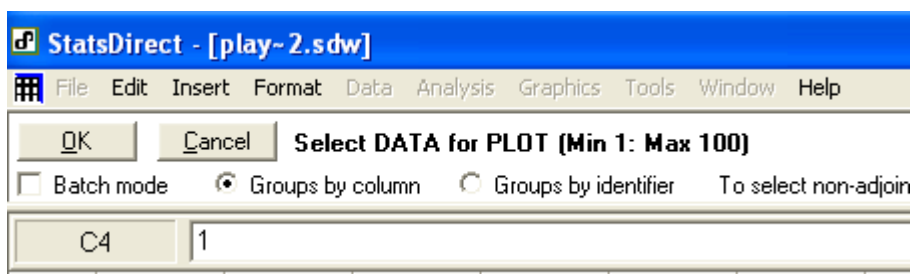 StatsDirect - [play~2.sdw]
File Edit Insert Format Data Analysis Graphics Tools Window Help
OK Cancel Select DATA for PLOT (Min 1: Max 100)
Batch mode Groups by column Groups by identifier To select non-adjoin
C4 1